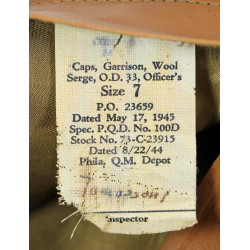 Caps, Garrison, Wool
Serge, O.D. 33, Officer's
Size 7
P.O. 23659
Dated May 17, 1945
Spec. P.Q.D. No. 100D
Stock No. 73-C-23915
Dated 8/22/44
Phila, Q.M. Depot
Inspector